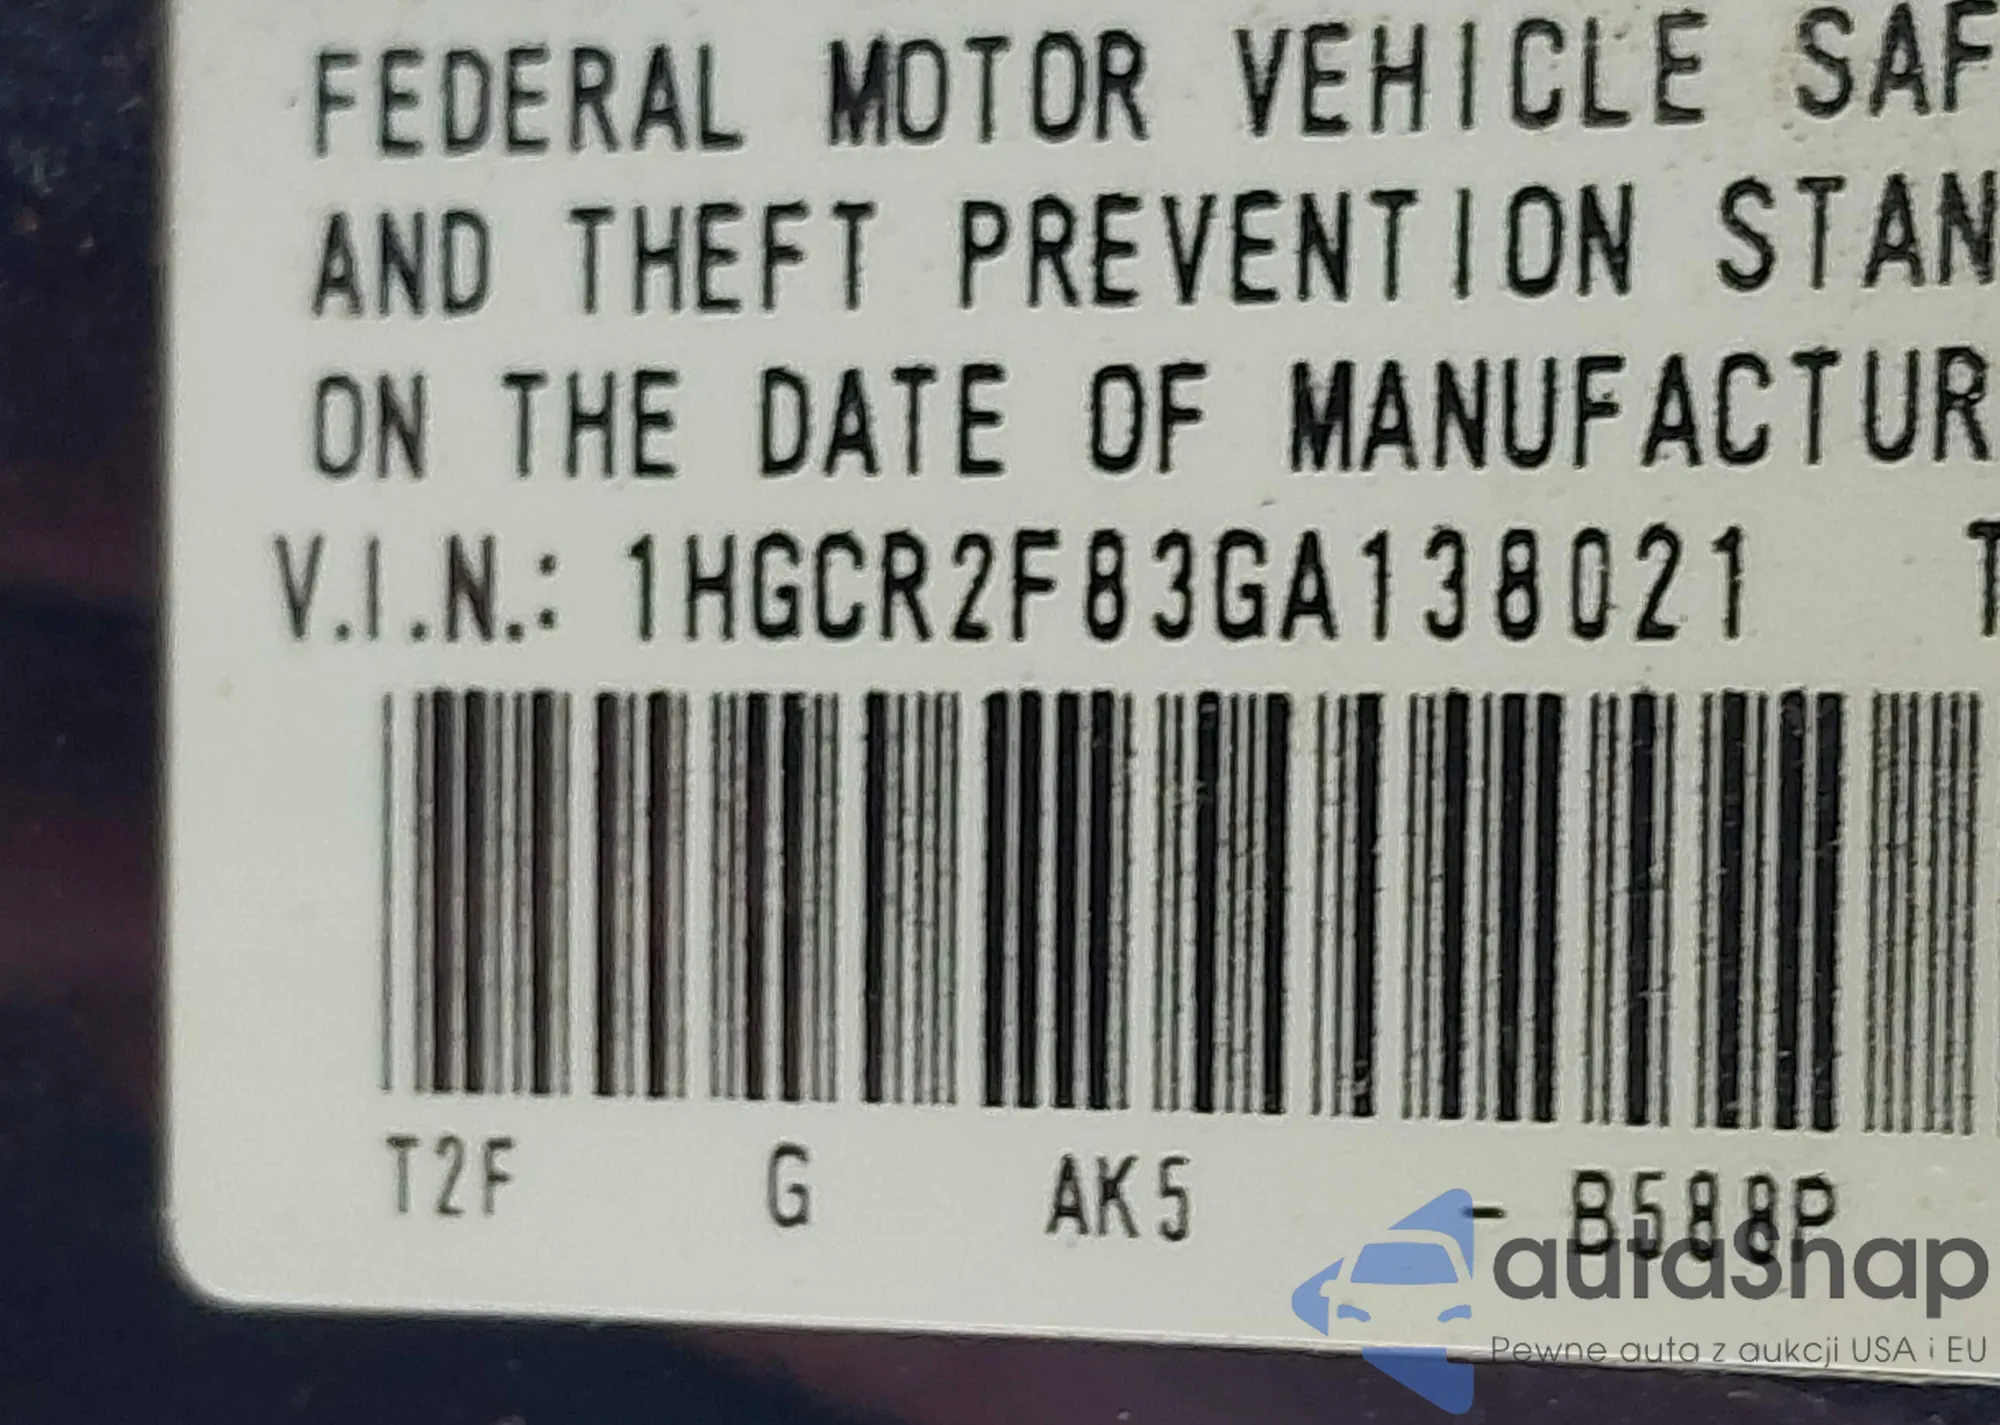 FEDERAL MOTOR VEHICLE SAF
AND THEFT PREVENTION STAN
ON THE DATE OF MANUFACTUR
V.I.N.: 1HGCR2F83GA138021 T
T2F G AK5 - B588P
autaSnap
Pewne auta z aukcji USA i EU